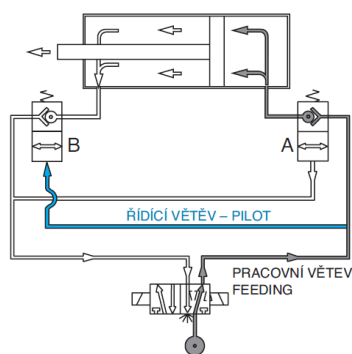 B
A
ŘÍDÍCÍ VĚTĚV – PILOT
PRACOVNÍ VĚTEV
FEEDING